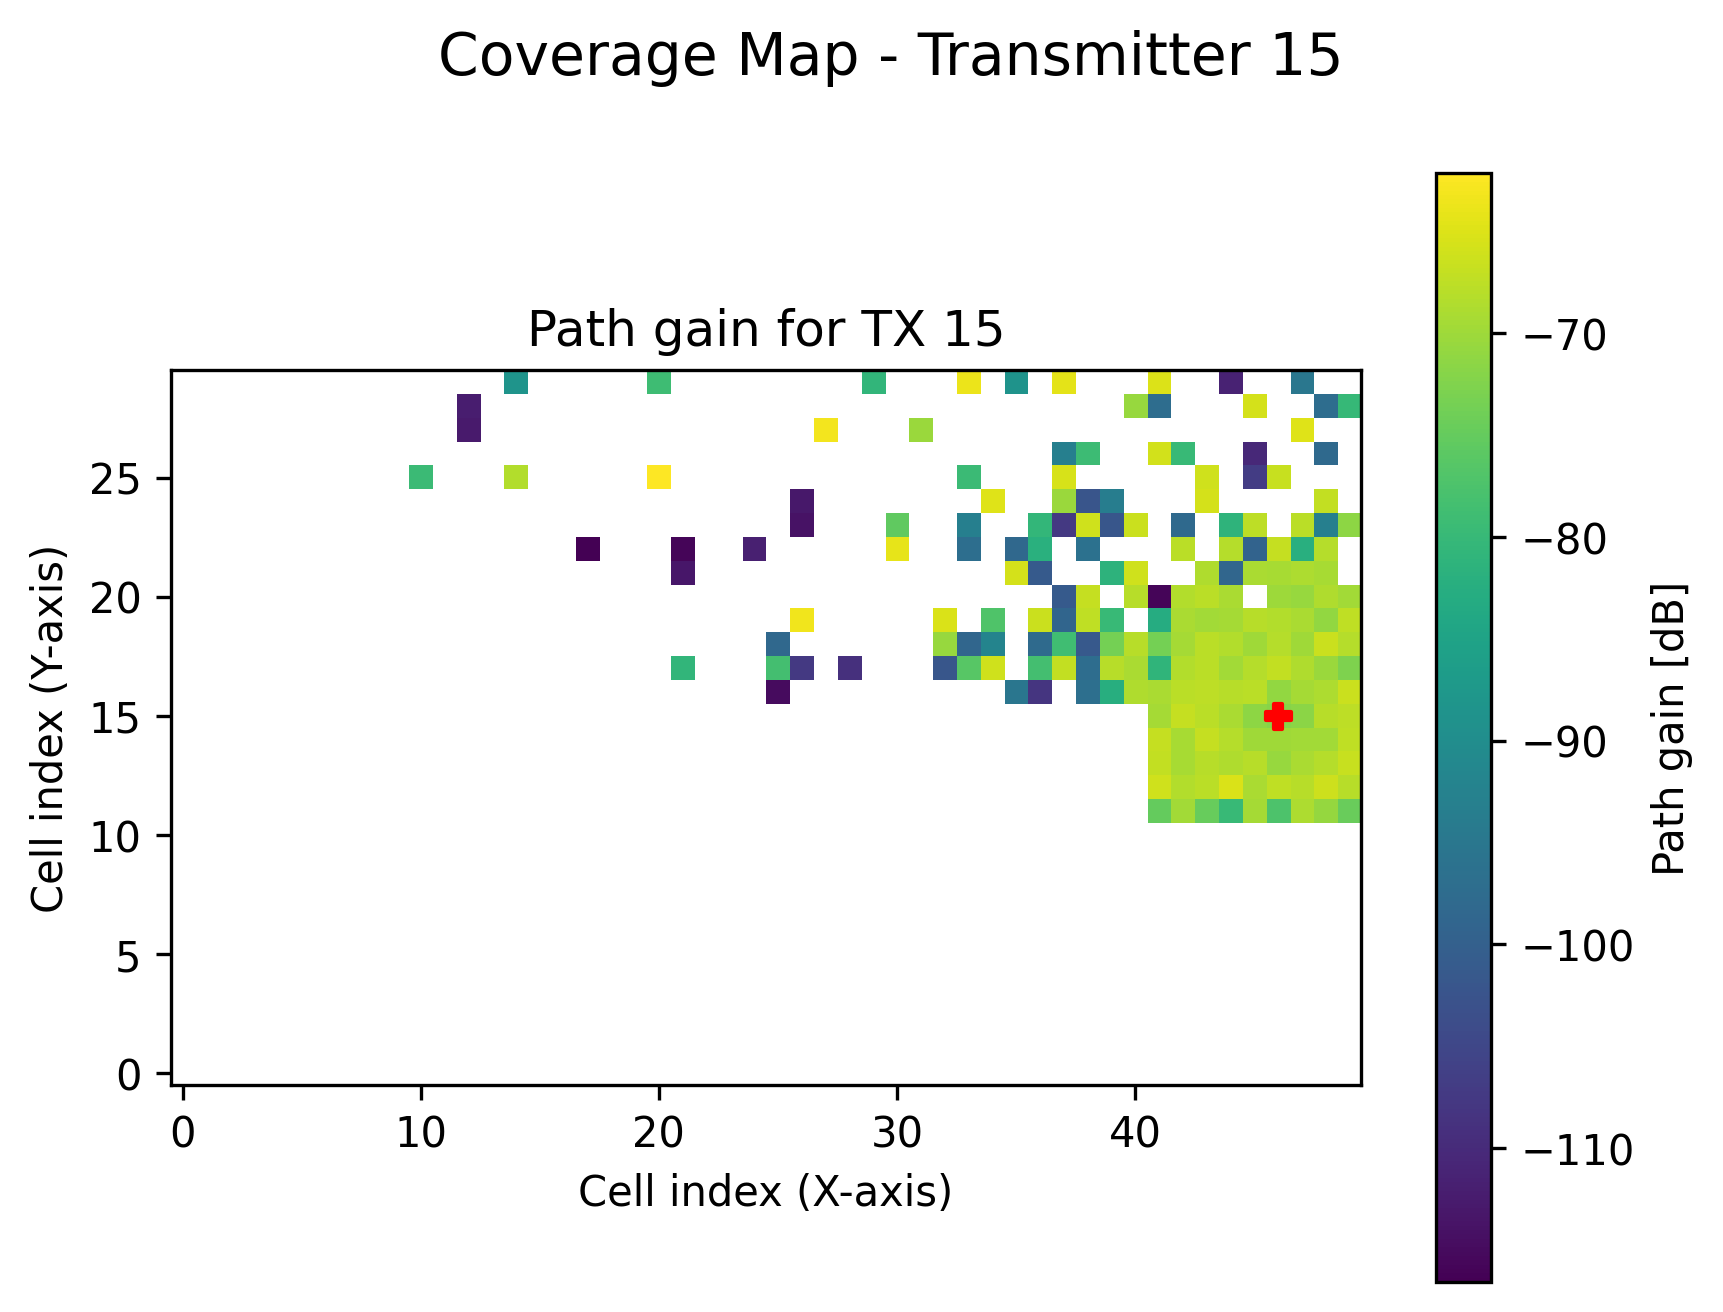 Coverage Map - Transmitter 15
Path gain for TX 15
25
20
15
10
5
0
Cell index (Y-axis)
0 10 20 30 40
Cell index (X-axis)
−70
−80
−90
−100
−110
Path gain [dB]